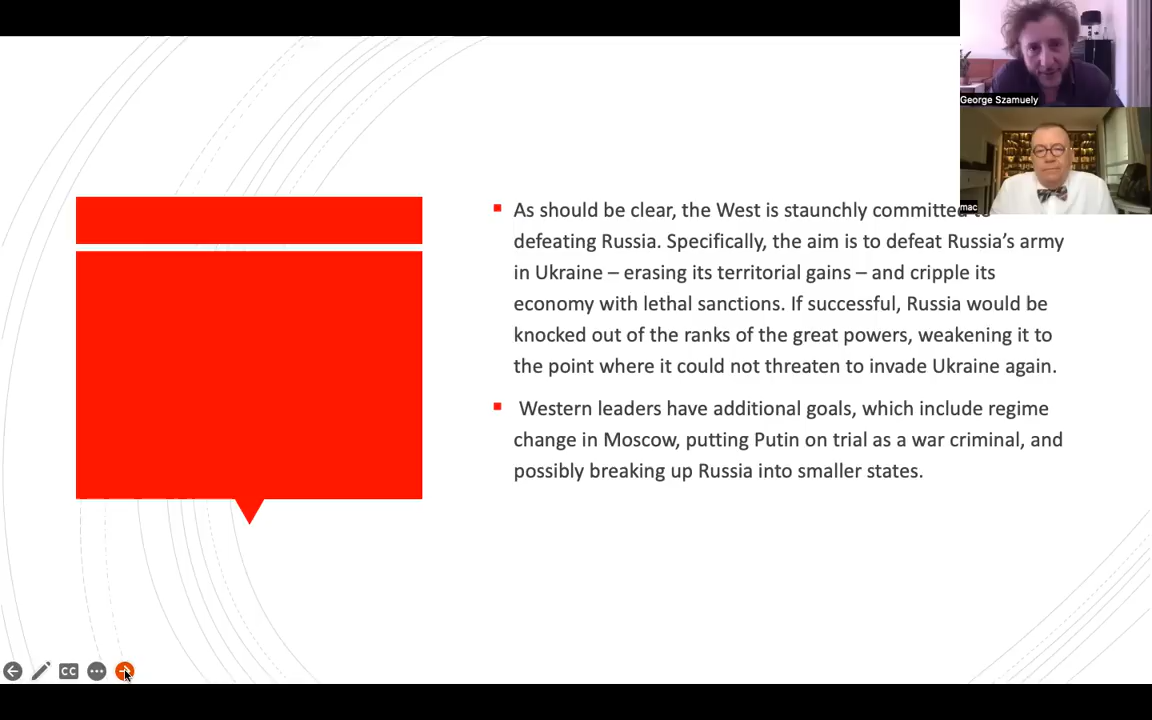 George Szamuely
mac
As should be clear, the West is staunchly committed to
defeating Russia. Specifically, the aim is to defeat Russia’s army
in Ukraine – erasing its territorial gains – and cripple its
economy with lethal sanctions. If successful, Russia would be
knocked out of the ranks of the great powers, weakening it to
the point where it could not threaten to invade Ukraine again.
Western leaders have additional goals, which include regime
change in Moscow, putting Putin on trial as a war criminal, and
possibly breaking up Russia into smaller states.
CC